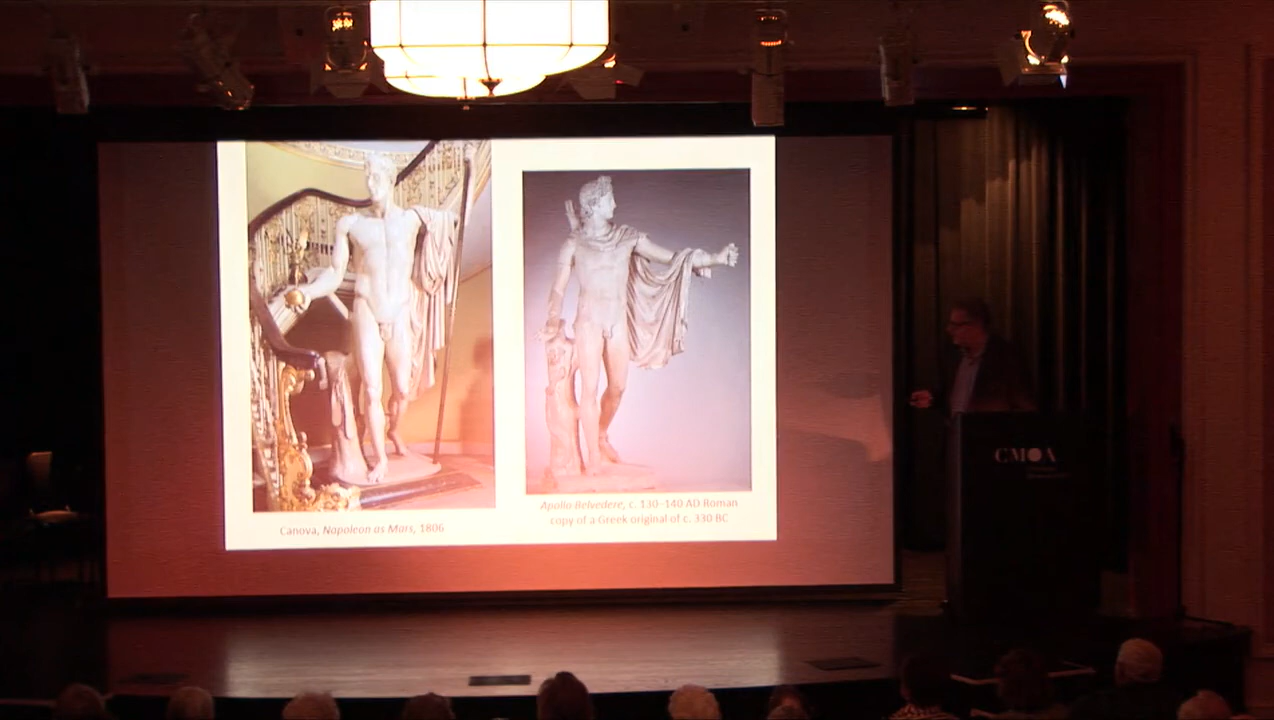 Canova, Napoleon as Mars, 1806
Apollo Belvedere, c. 130–140 AD Roman
copy of a Greek original of c. 330 BC
CMOA